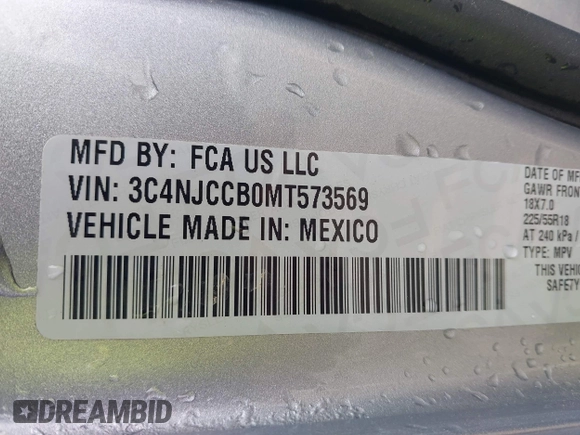 MFD BY: FCA US LLC
VIN: 3C4NJCCB0MT573569
VEHICLE MADE IN: MEXICO
DATE OF MF
GAWR FRONT
18X7.0
225/55R18
AT 240 kPa /
TYPE: MPV
THIS VEHIC
SAFETY
DREAMBID